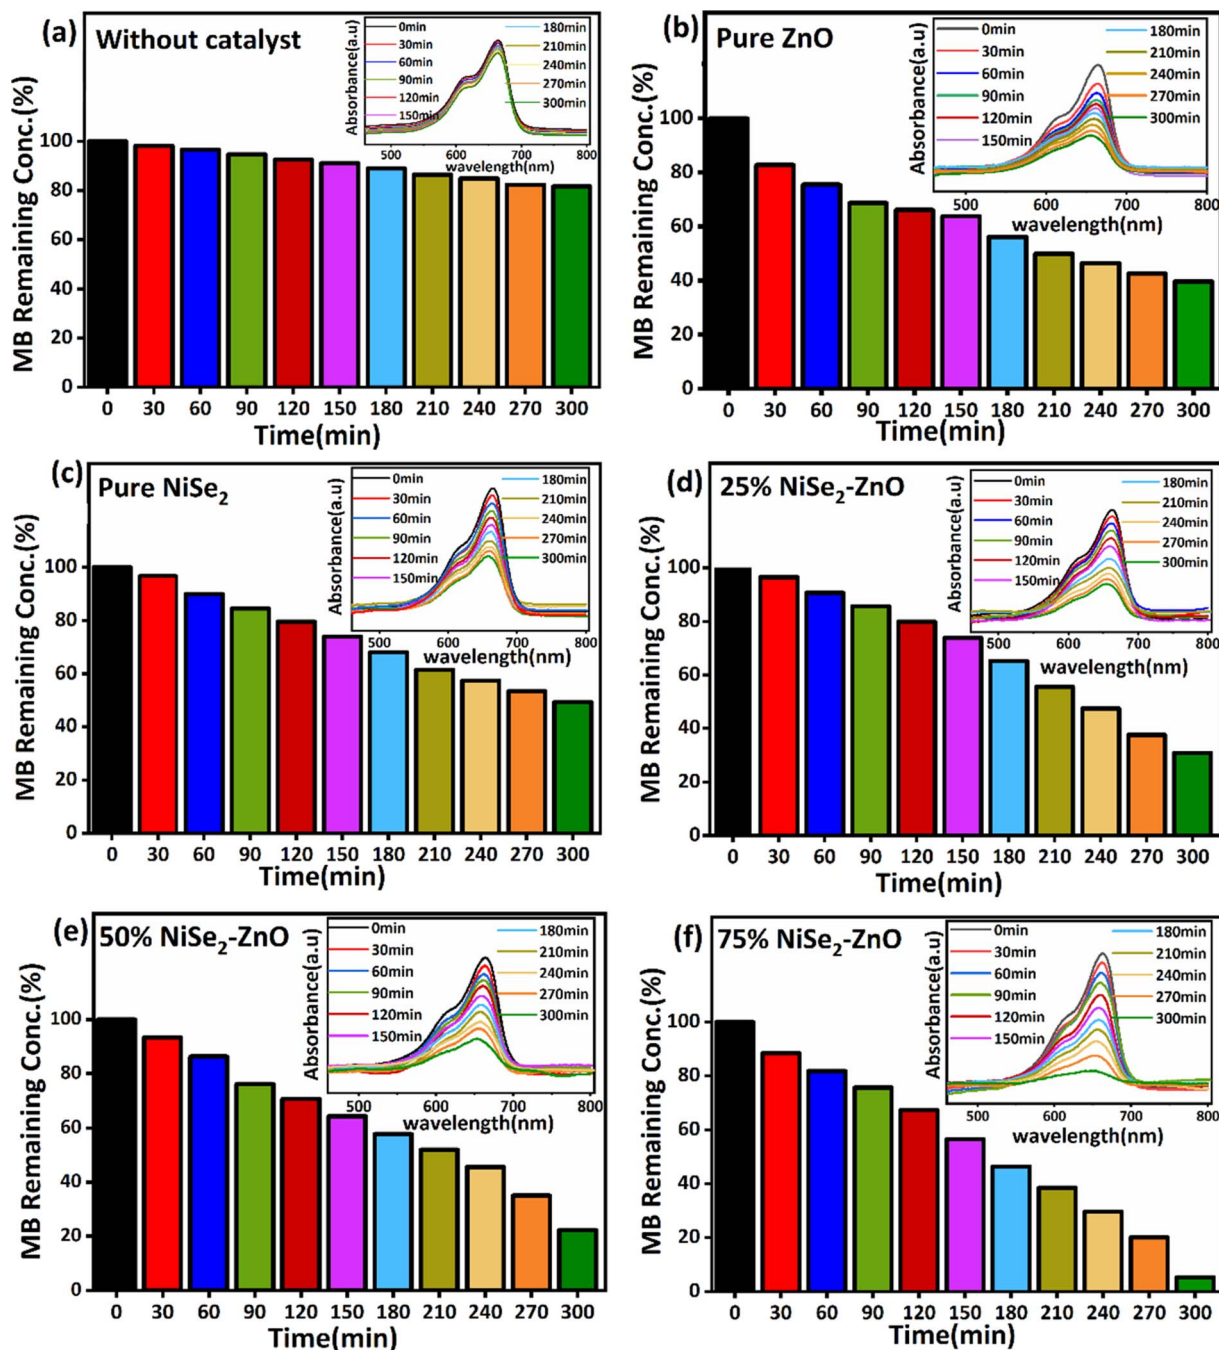 (a) Without catalyst
Absorbance(a.u)
0min
30min
60min
90min
120min
150min
180min
210min
240min
270min
300min
500 600 700 800
wavelength(nm)
MB Remaining Conc.(%)
100
80
60
40
20
0
0 30 60 90 120 150 180 210 240 270 300
Time(min)
(b) Pure ZnO
Absorbance(a.u)
0min
30min
60min
90min
120min
150min
180min
210min
240min
270min
300min
500 600 700 800
wavelength(nm)
MB Remaining Conc.(%)
100
80
60
40
20
0
0 30 60 90 120 150 180 210 240 270 300
Time(min)
(c) Pure NiSe₂
Absorbance(a.u)
0min
30min
60min
90min
120min
150min
180min
210min
240min
270min
300min
500 600 700 800
wavelength(nm)
MB Remaining Conc.(%)
100
80
60
40
20
0
0 30 60 90 120 150 180 210 240 270 300
Time(min)
(d) 25% NiSe₂-ZnO
Absorbance(a.u)
0min
30min
60min
90min
120min
150min
180min
210min
240min
270min
300min
500 600 700 800
wavelength(nm)
MB Remaining Conc.(%)
100
80
60
40
20
0
0 30 60 90 120 150 180 210 240 270 300
Time(min)
(e) 50% NiSe₂-ZnO
Absorbance(a.u)
0min
30min
60min
90min
120min
150min
180min
210min
240min
270min
300min
500 600 700 800
wavelength(nm)
MB Remaining Conc.(%)
100
80
60
40
20
0
0 30 60 90 120 150 180 210 240 270 300
Time(min)
(f) 75% NiSe₂-ZnO
Absorbance(a.u)
0min
30min
60min
90min
120min
150min
180min
210min
240min
270min
300min
500 600 700 800
wavelength(nm)
MB Remaining Conc.(%)
100
80
60
40
20
0
0 30 60 90 120 150 180 210 240 270 300
Time(min)